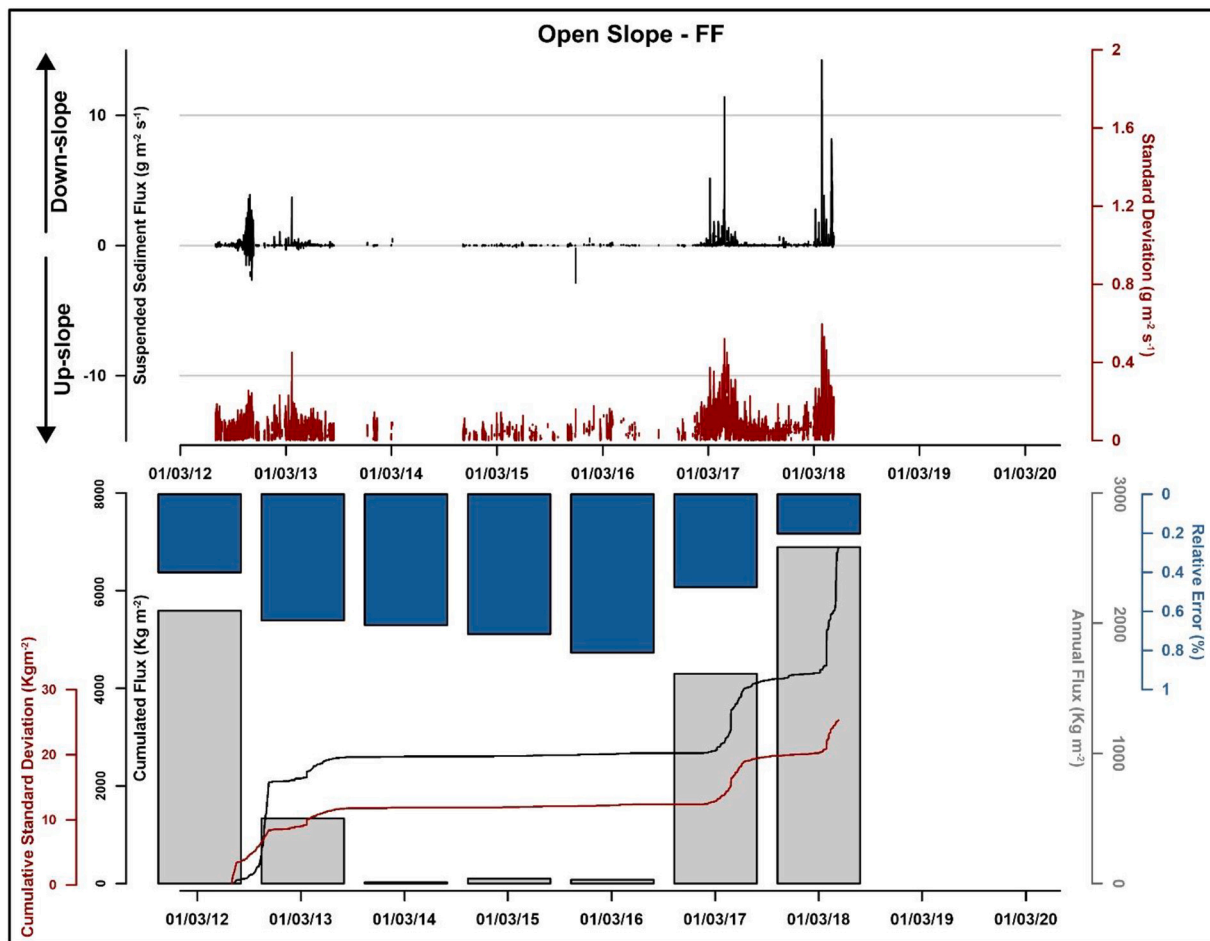 Open Slope - FF
Down-slope
Up-slope
Suspended Sediment Flux (g m⁻² s⁻¹)
10
0
-10
2
1.6
1.2
0.8
0.4
0
Standard Deviation (g m⁻² s⁻¹)
01/03/12 01/03/13 01/03/14 01/03/15 01/03/16 01/03/17 01/03/18 01/03/19 01/03/20
Cumulative Standard Deviation (Kgm⁻²)
30
20
10
0
Cumulated Flux (Kg m⁻²)
8000
6000
4000
2000
0
3000
2000
1000
0
Annual Flux (Kg m⁻²)
0
0.2
0.4
0.6
0.8
1
Relative Error (%)
01/03/12 01/03/13 01/03/14 01/03/15 01/03/16 01/03/17 01/03/18 01/03/19 01/03/20